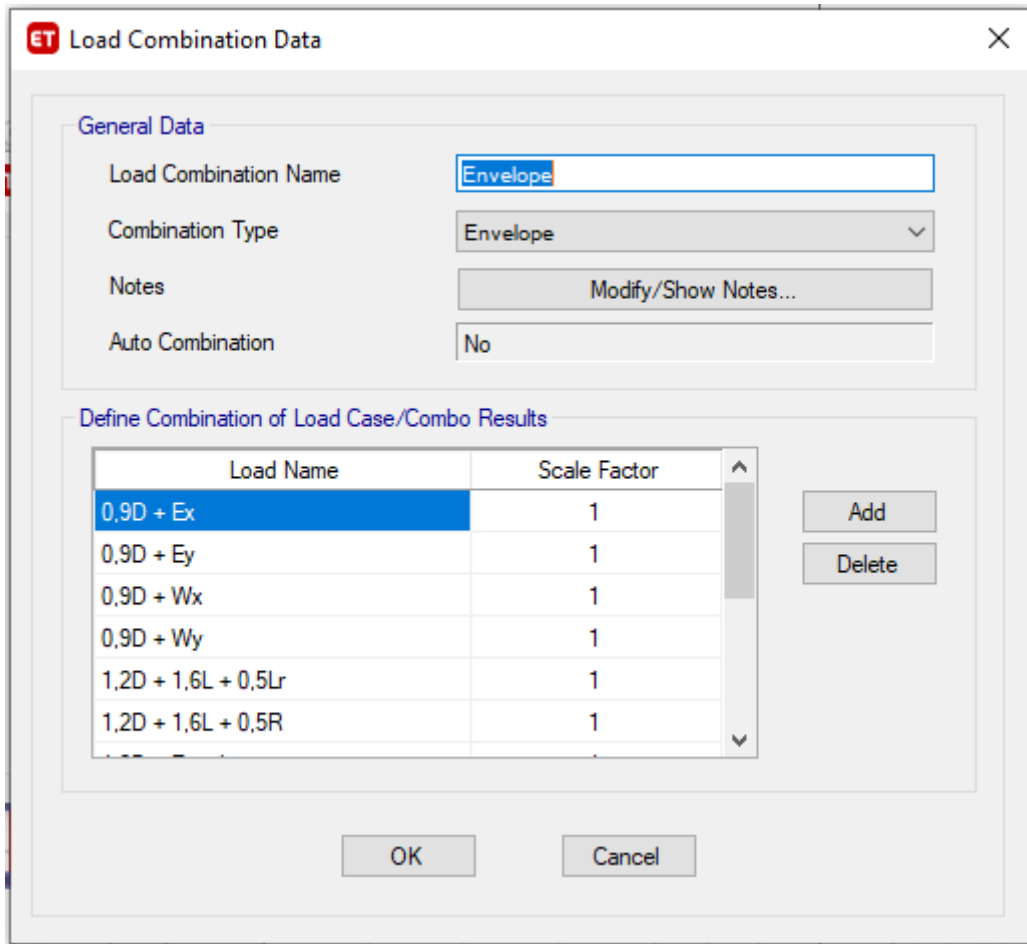 ET Load Combination Data
General Data
Load Combination Name Envelope
Combination Type Envelope
Notes Modify/Show Notes...
Auto Combination No
Define Combination of Load Case/Combo Results
Load Name Scale Factor
0,9D + Ex 1
Add
0,9D + Ey 1
Delete
0,9D + Wx 1
0,9D + Wy 1
1,2D + 1,6L + 0,5Lr 1
1,2D + 1,6L + 0,5R 1
OK Cancel